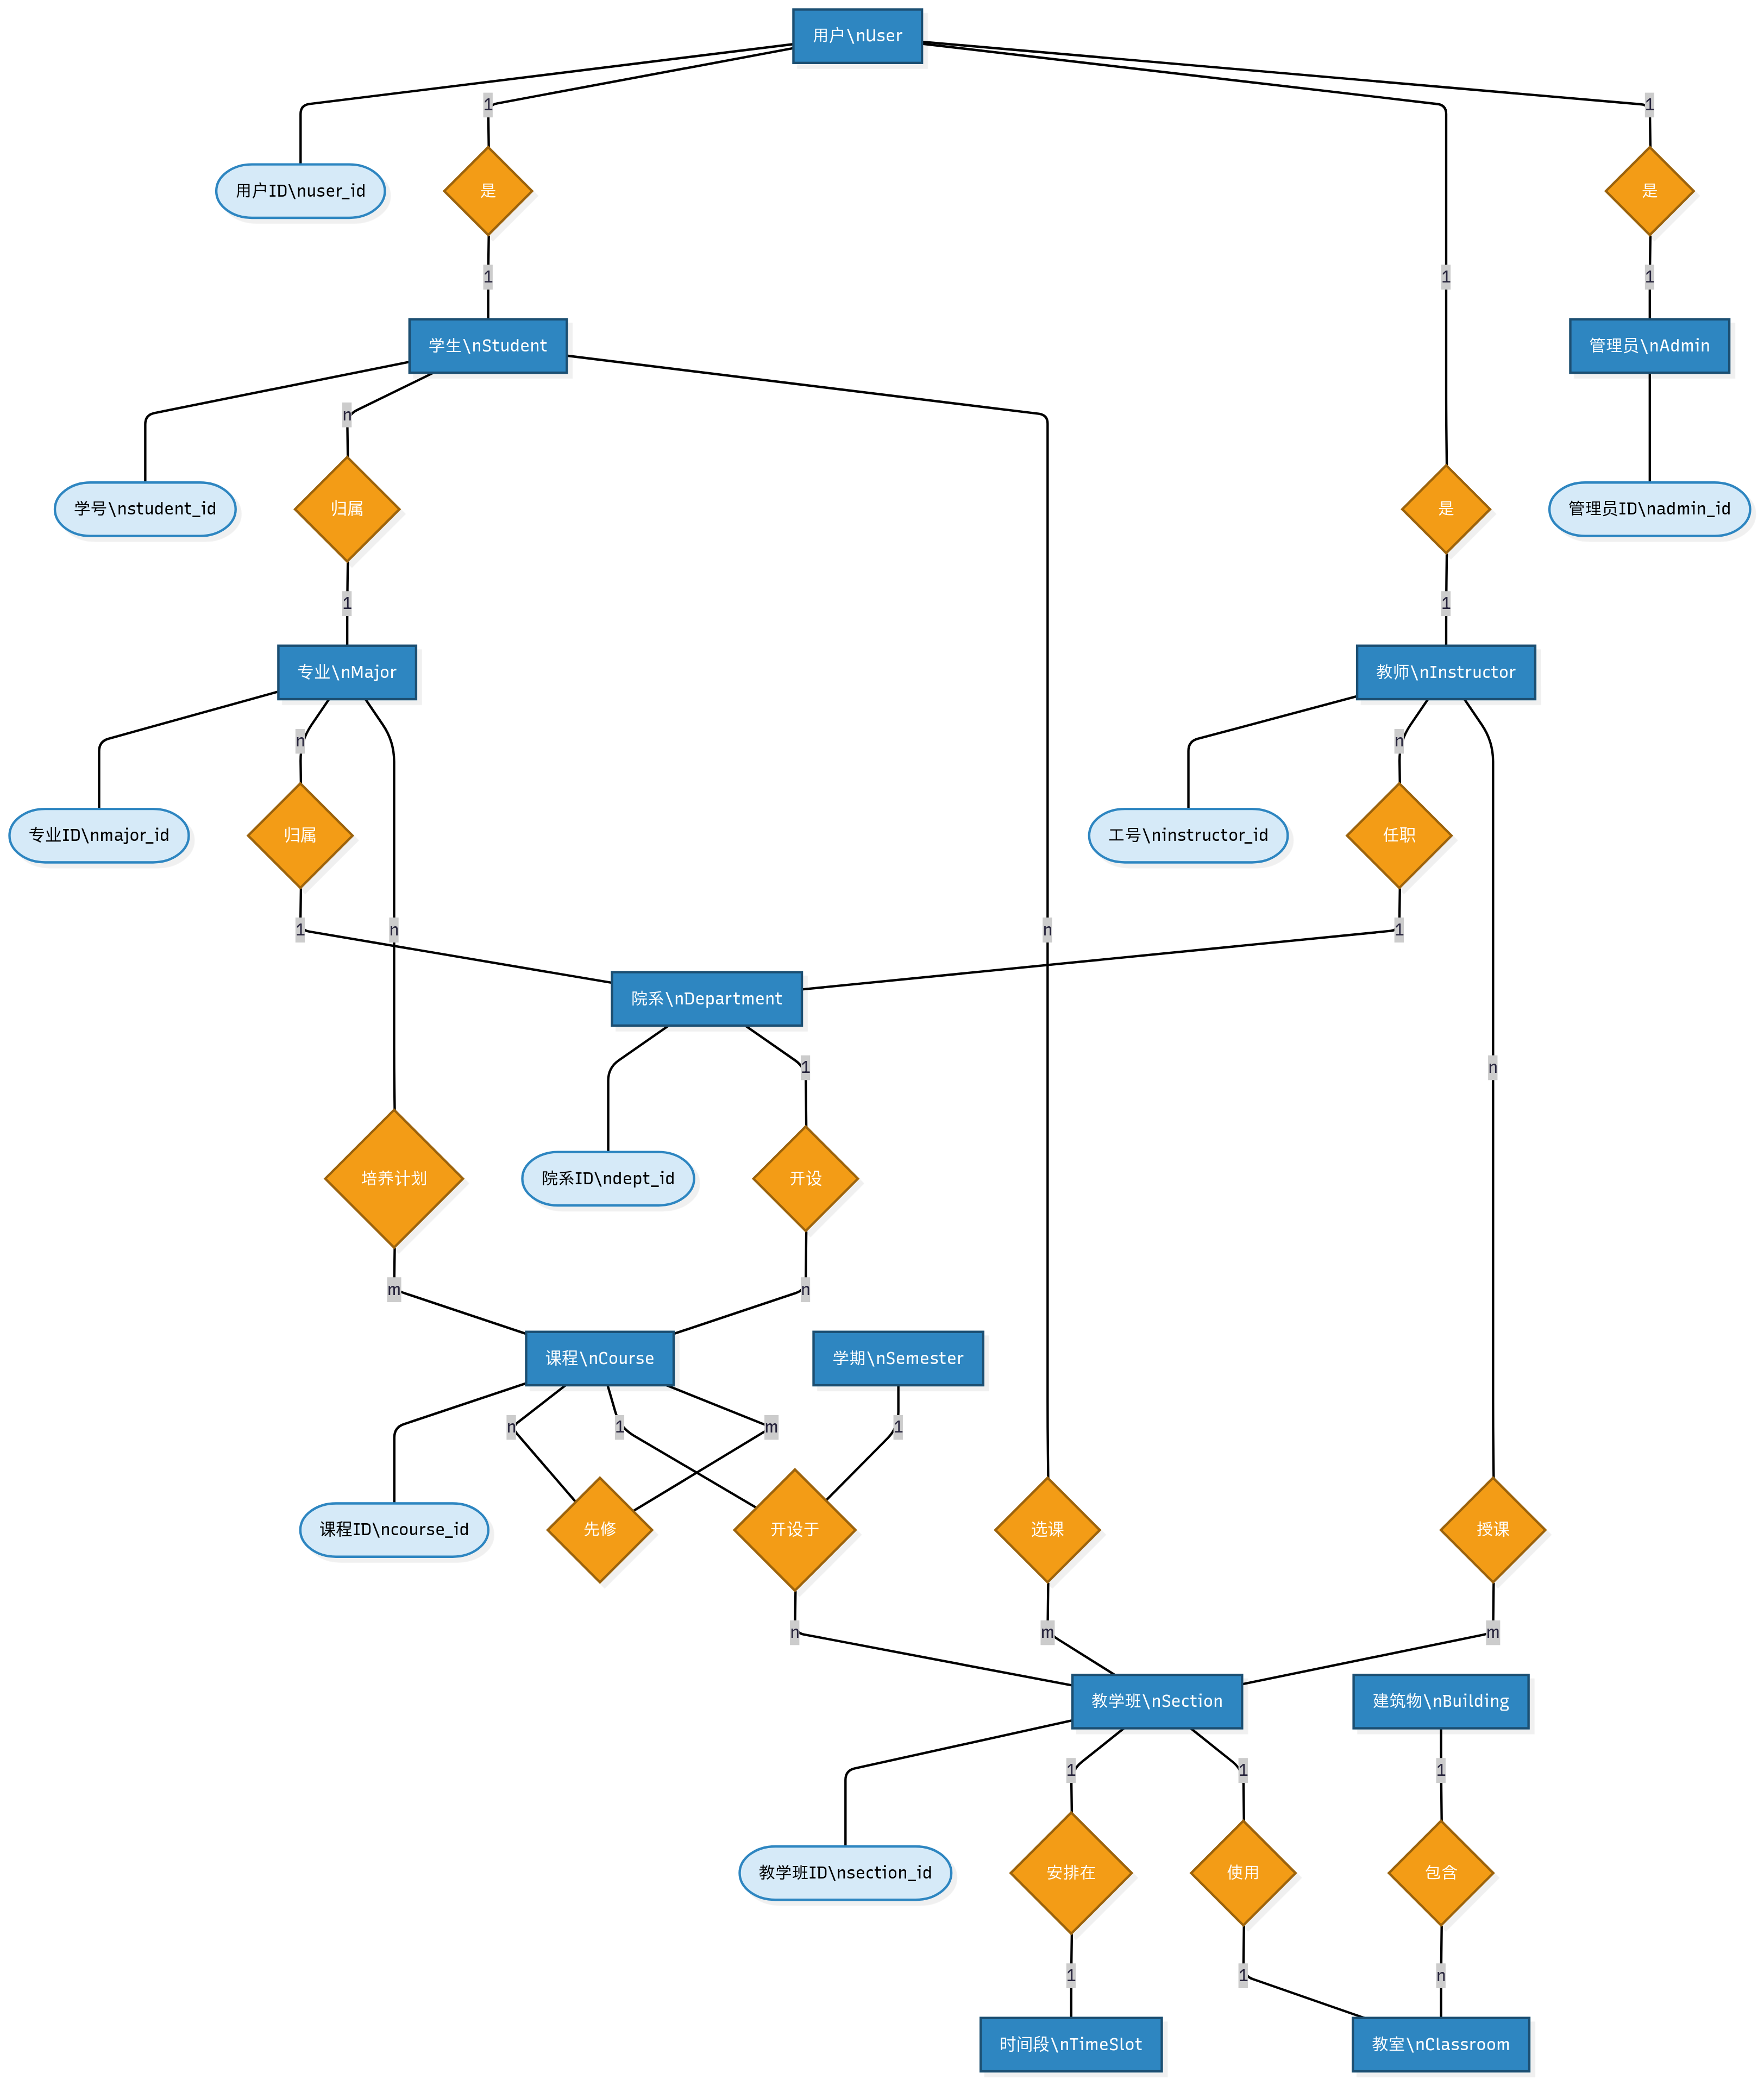 用户\nUser
1
1
用户ID\nuser_id
是
是
1
1
1
学生\nStudent
管理员\nAdmin
n
学号\nstudent_id
归属
是
管理员ID\nadmin_id
1
1
专业\nMajor
教师\nInstructor
n
n
专业ID\nmajor_id
归属
工号\ninstructor_id
任职
1
n
n
1
院系\nDepartment
1
n
培养计划
院系ID\ndept_id
开设
m
n
课程\nCourse
学期\nSemester
n
1
m
1
课程ID\ncourse_id
先修
开设于
选课
授课
n
m
m
教学班\nSection
建筑物\nBuilding
1
1
1
教学班ID\nsection_id
安排在
使用
包含
1
1
n
时间段\nTimeSlot
教室\nClassroom